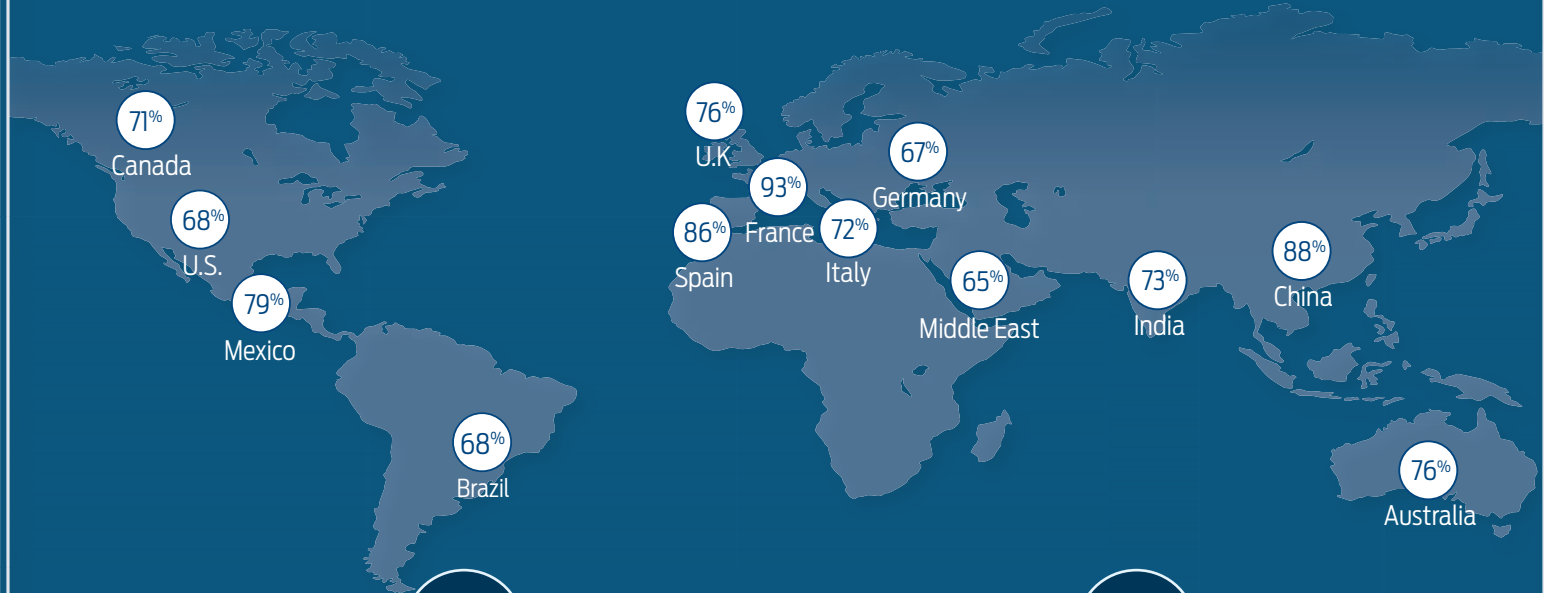 71%
Canada
68%
U.S.
79%
Mexico
68%
Brazil
76%
U.K
93%
France
86%
Spain
72%
Italy
67%
Germany
65%
Middle East
73%
India
88%
China
76%
Australia